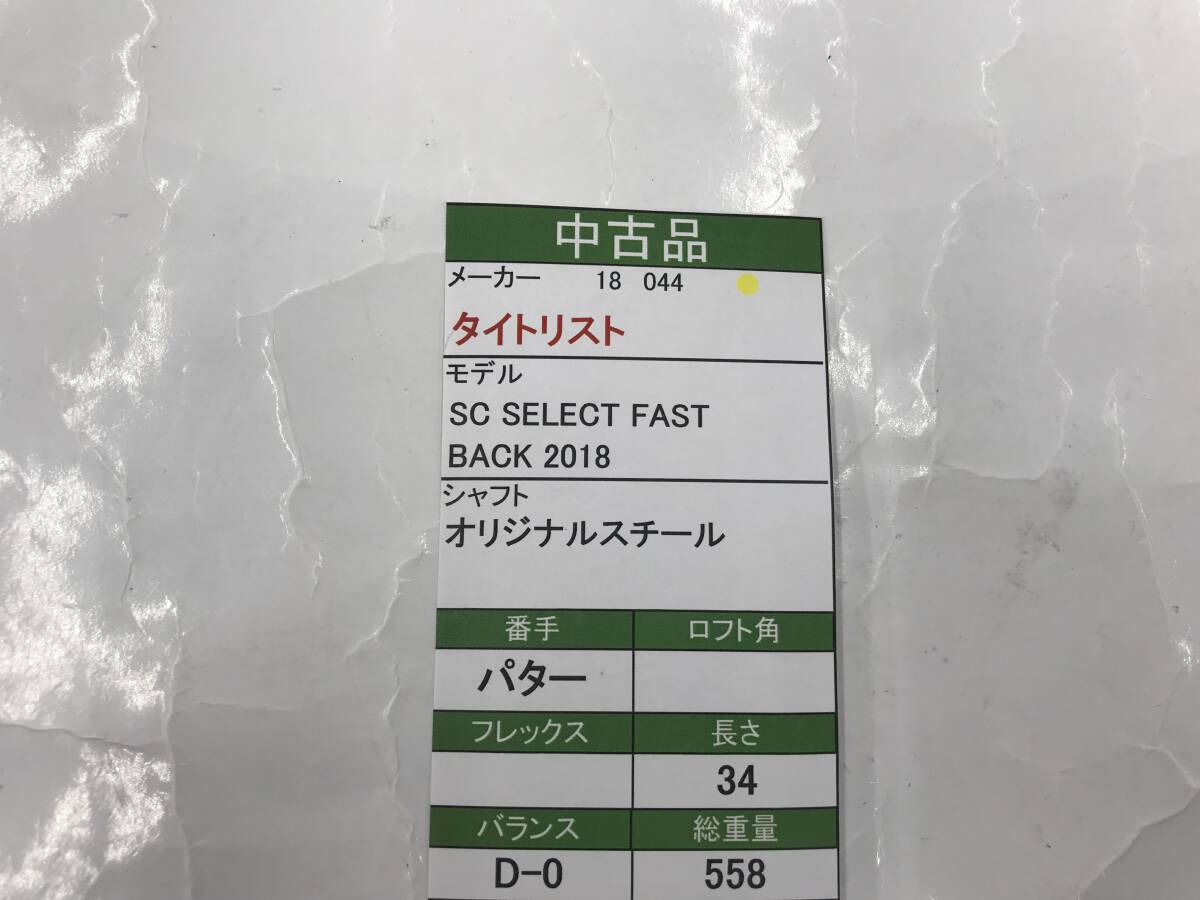 中古品
メーカー 18 044
タイトリスト
モデル
SC SELECT FAST
BACK 2018
シャフト
オリジナルスチール
番手 ロフト角
パター
フレックス 長さ
34
バランス 総重量
D-0 558